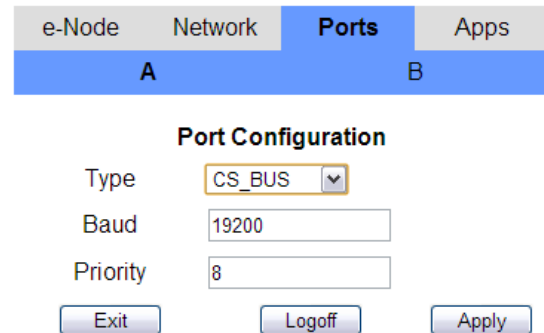 e-Node Network Ports Apps
A B
Port Configuration
Type CS_BUS
Baud 19200
Priority 8
Exit Logoff Apply